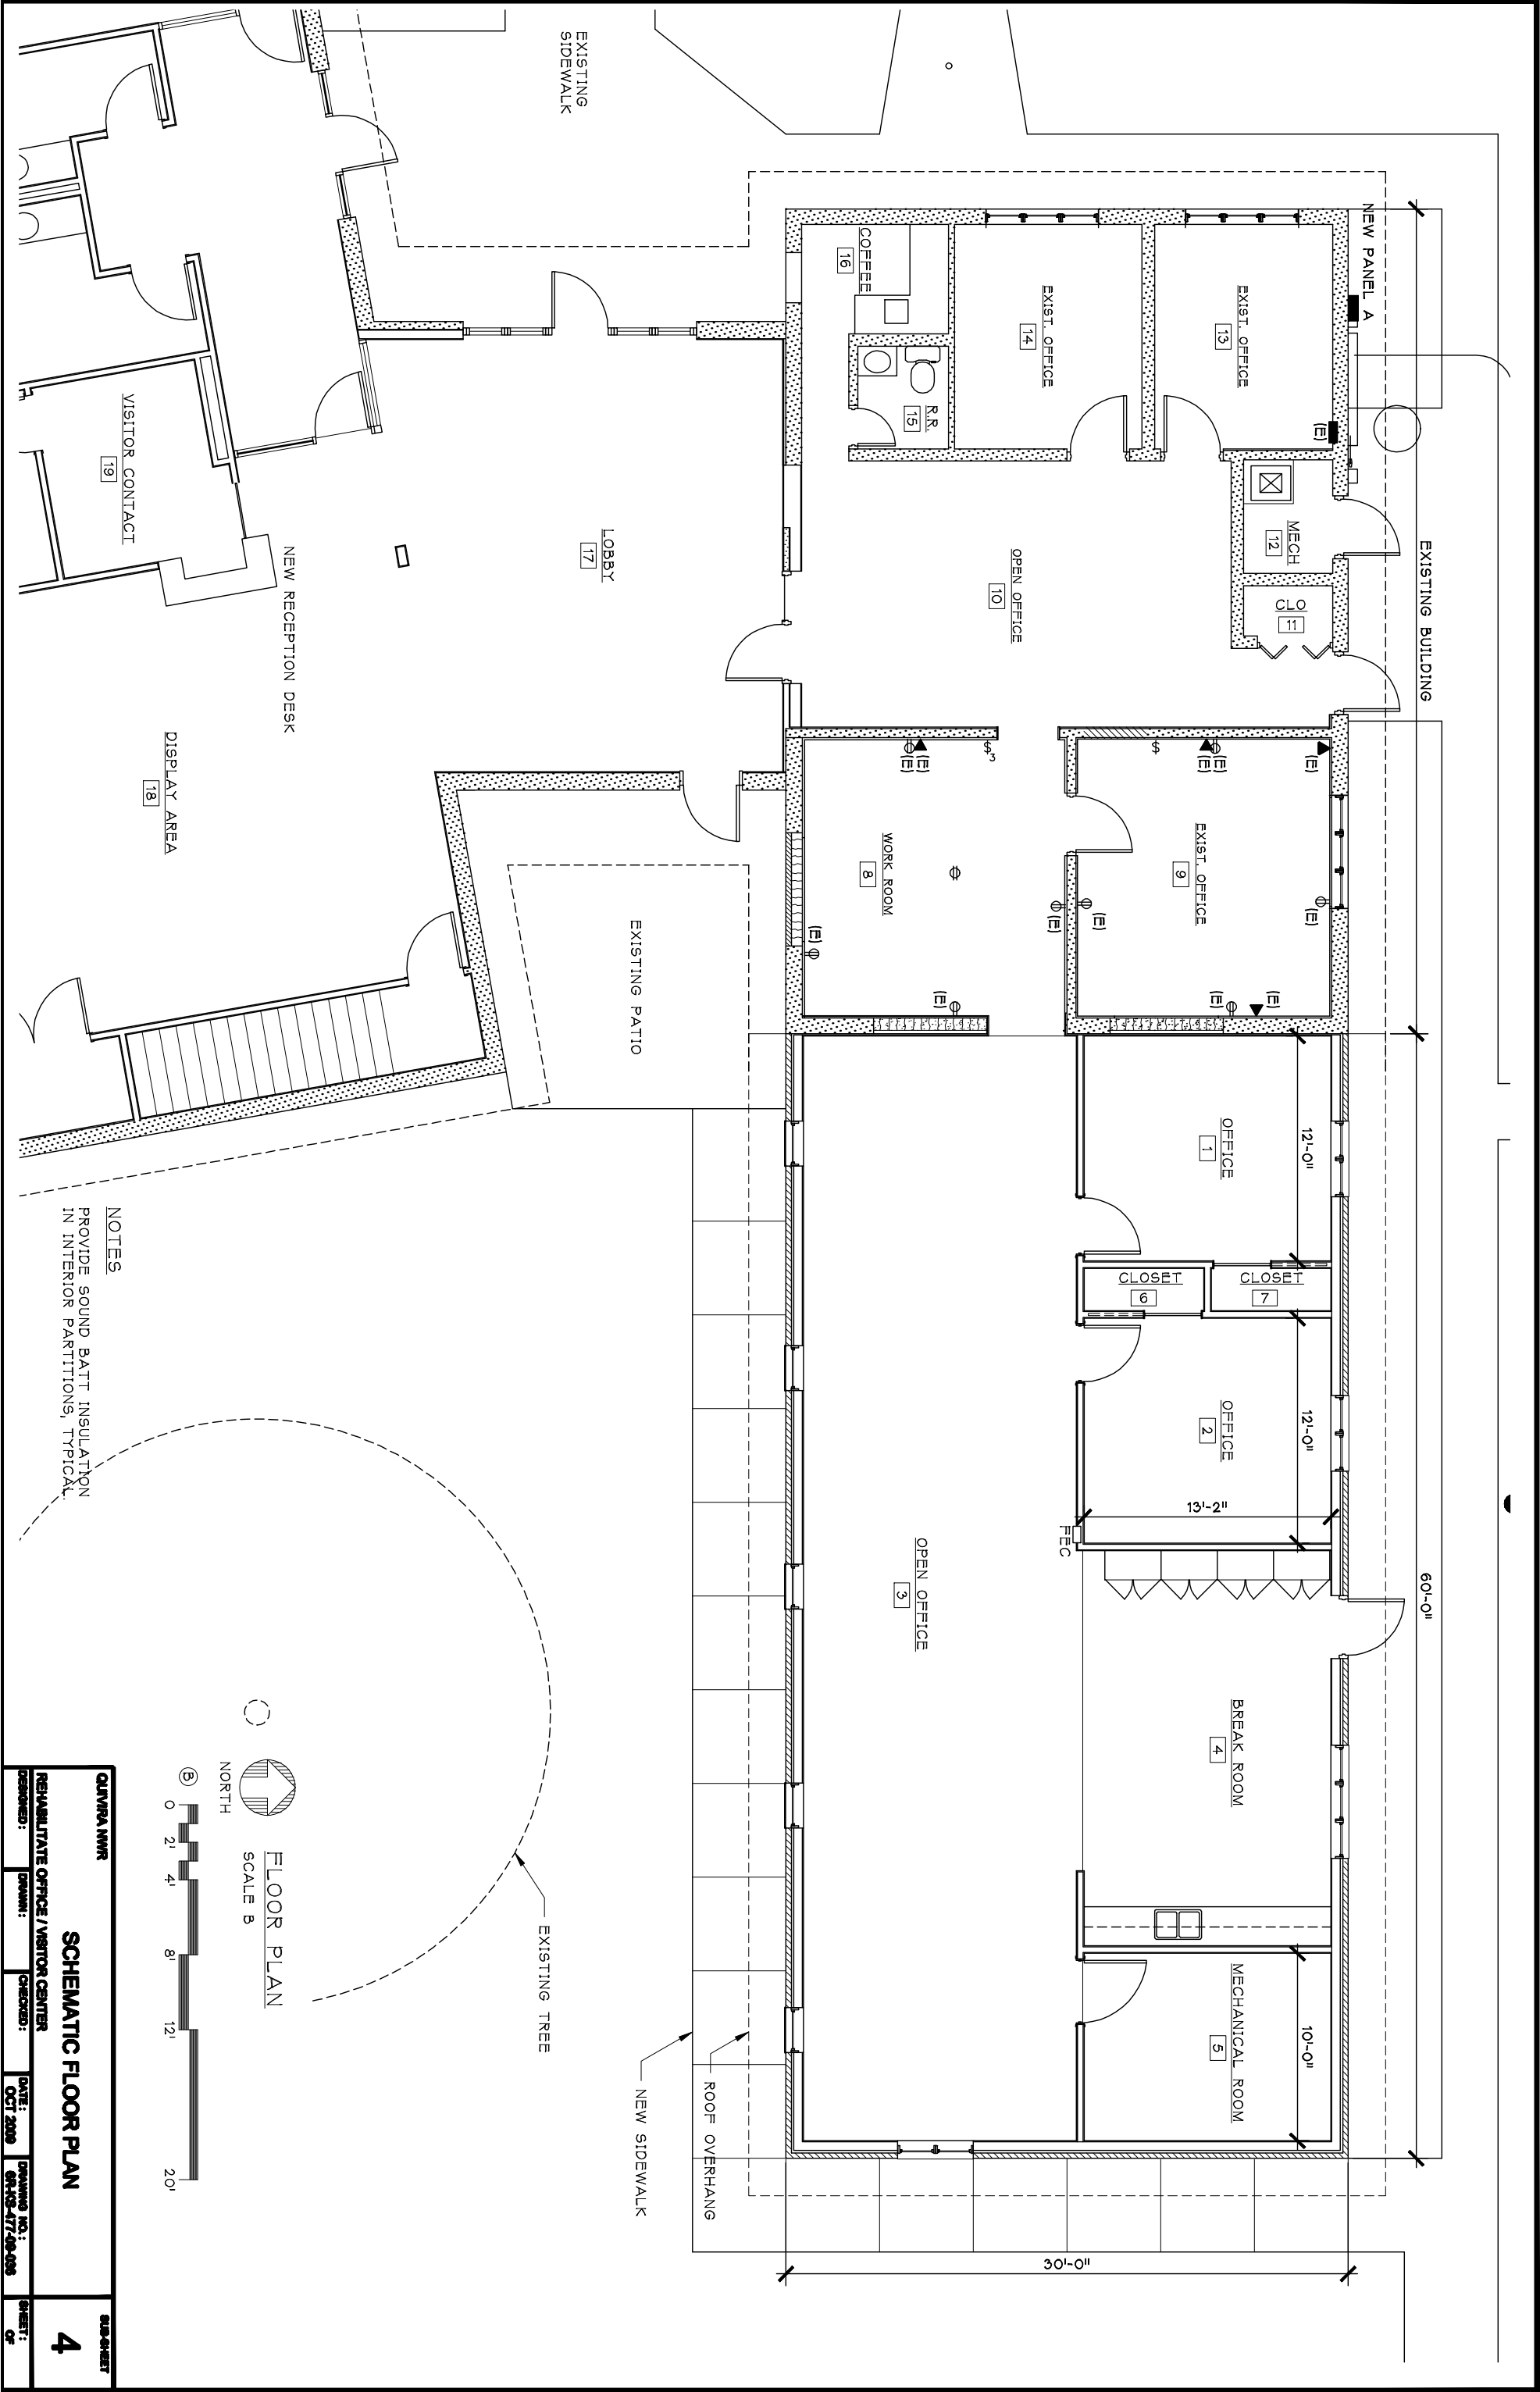 EXISTING
SIDEWALK
NEW PANEL A
EXISTING BUILDING
60'-0"
COFFEE
16
EXIST. OFFICE
14
EXIST. OFFICE
13
R.R.
15
(E)
MECH
12
CLO
11
OPEN OFFICE
10
LOBBY
17
VISITOR CONTACT
19
NEW RECEPTION DESK
DISPLAY AREA
18
(E)
(E)
$3
$
(E)
(E)
(E)
WORK ROOM
8
EXIST. OFFICE
9
(E)
(E)
(E)
(E)
(E)
(E)
(E)
EXISTING PATIO
OFFICE
1
12'-0"
CLOSET
6
CLOSET
7
OFFICE
2
12'-0"
13'-2"
FEC
OPEN OFFICE
3
BREAK ROOM
4
MECHANICAL ROOM
5
10'-0"
30'-0"
NOTES
PROVIDE SOUND BATT INSULATION
IN INTERIOR PARTITIONS, TYPICAL.
EXISTING TREE
ROOF OVERHANG
NEW SIDEWALK
NORTH
FLOOR PLAN
SCALE B
B
0 2' 4' 8' 12' 20'
QUIVIRA NWR
SUB-SHEET
SCHEMATIC FLOOR PLAN
4
REHABILITATE OFFICE / VISITOR CENTER
DESIGNED:
DRAWN:
CHECKED:
DATE:
OCT 2009
DRAWING NO.:
6R-KS-477-09-036
SHEET:
OF